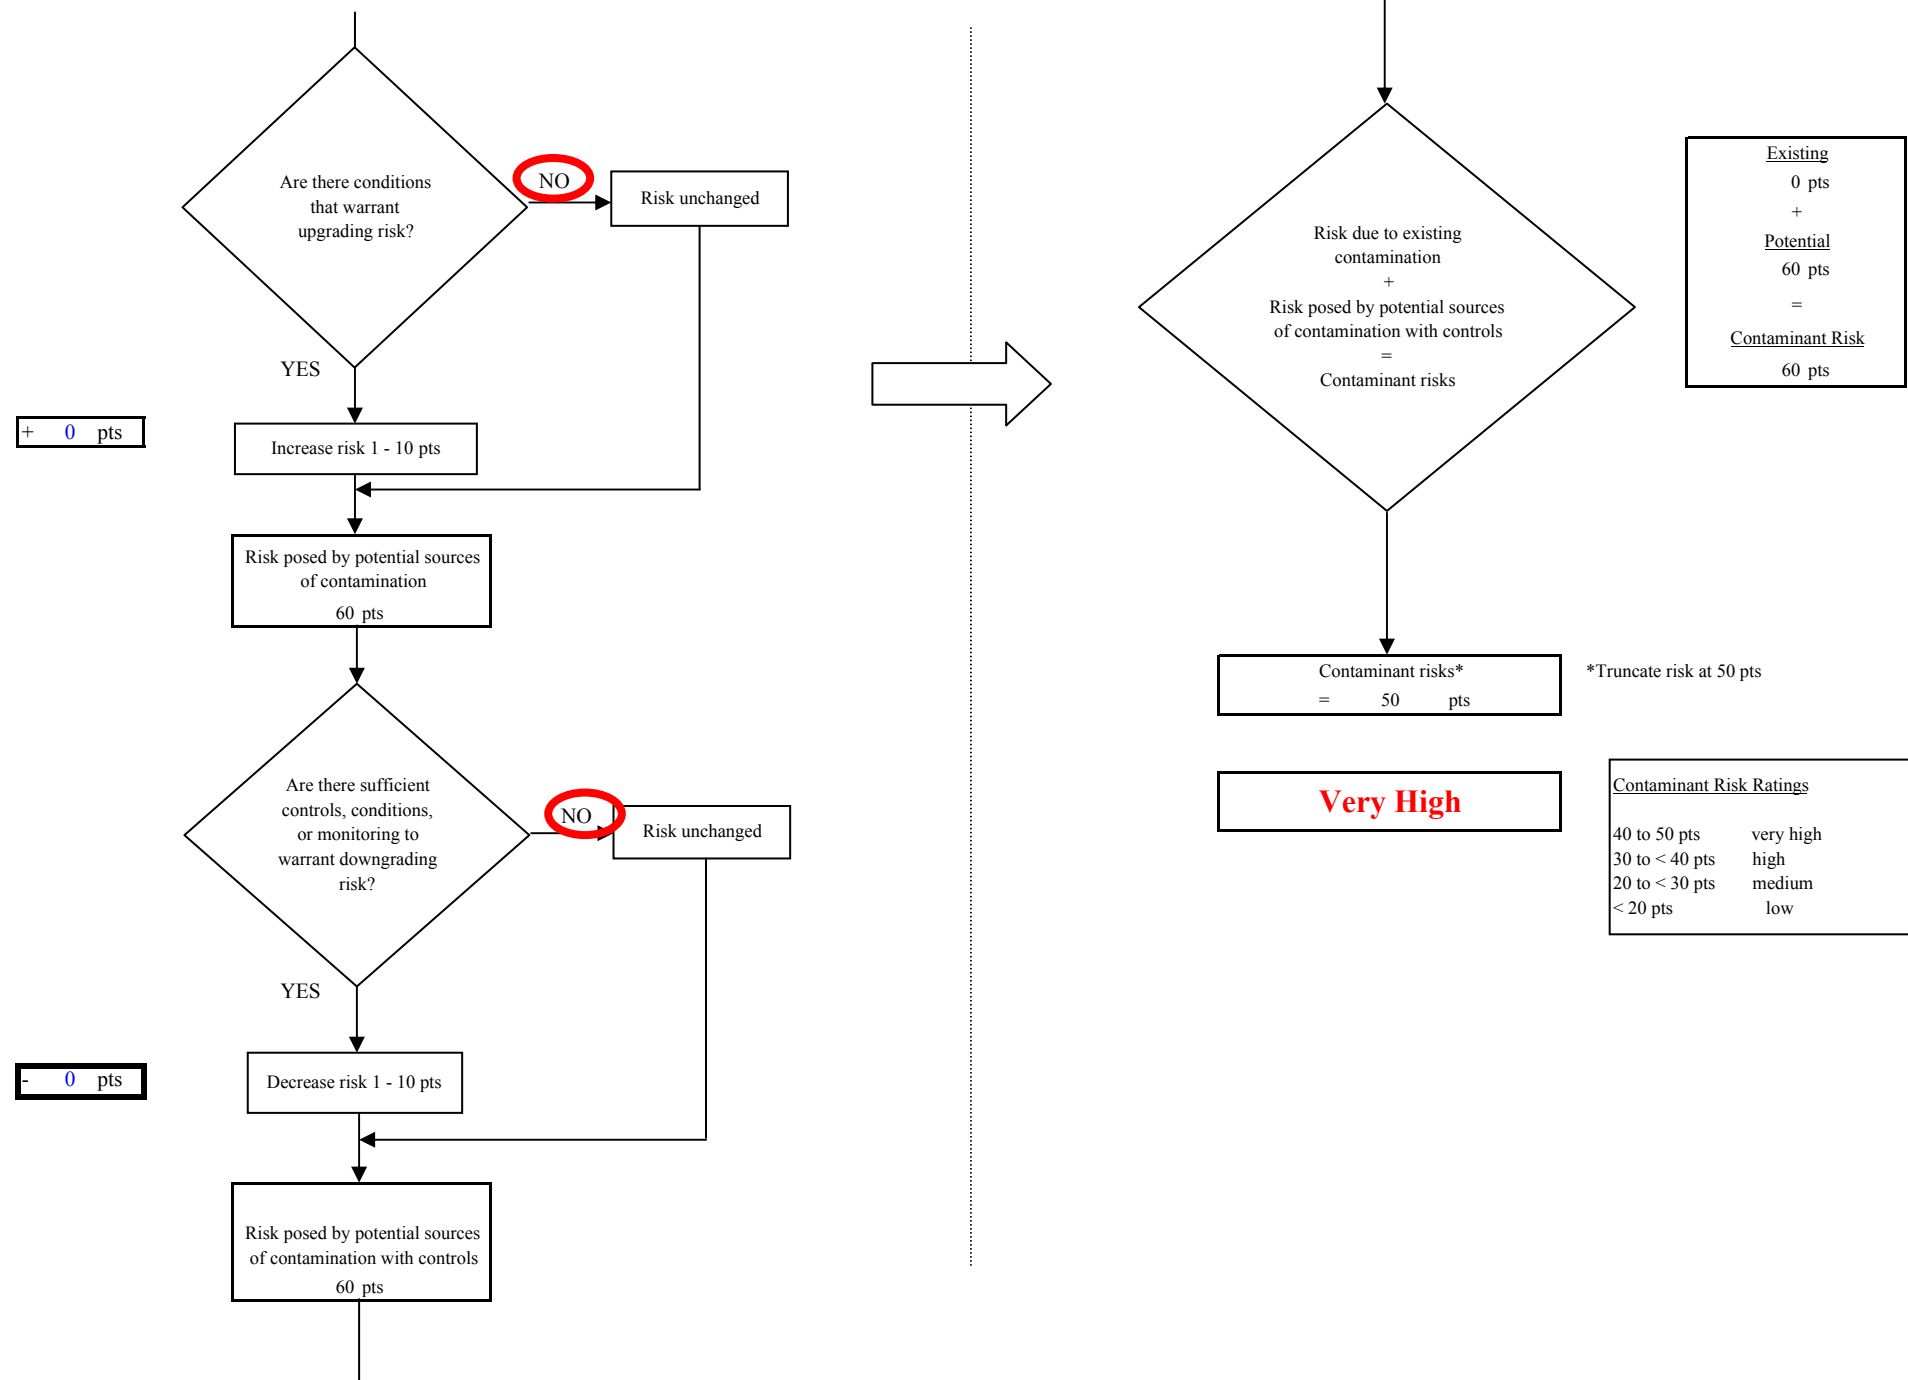 Are there conditions
that warrant
upgrading risk?
NO
Risk unchanged
YES
+ 0 pts
Increase risk 1 - 10 pts
Risk posed by potential sources
of contamination
60 pts
Are there sufficient
controls, conditions,
or monitoring to
warrant downgrading
risk?
NO
Risk unchanged
YES
- 0 pts
Decrease risk 1 - 10 pts
Risk posed by potential sources
of contamination with controls
60 pts
Risk due to existing
contamination
+
Risk posed by potential sources
of contamination with controls
=
Contaminant risks
Existing
0 pts
+
Potential
60 pts
=
Contaminant Risk
60 pts
Contaminant risks*
= 50 pts
*Truncate risk at 50 pts
Very High
Contaminant Risk Ratings
40 to 50 pts very high
30 to < 40 pts high
20 to < 30 pts medium
< 20 pts low